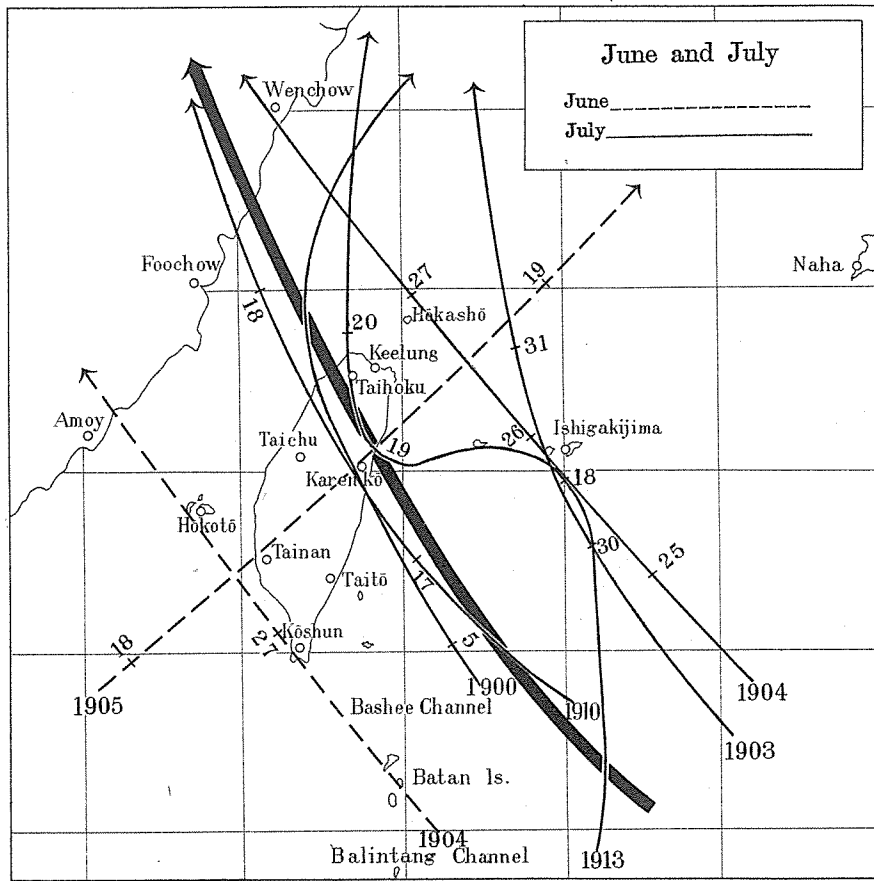 June and July
June
July
Wenchow
Foochow
Naha
18
27
19
Hōkashō
20
31
Keelung
Taihoku
Amoy
Taichu
19
26
Ishigakijima
Karenkō
18
Hōkotō
30
Tainan
17
25
Taitō
18
27
Kōshun
5
1900
1904
1905
Bashee Channel
1910
1903
Batan Is.
1904
Balintang Channel
1913